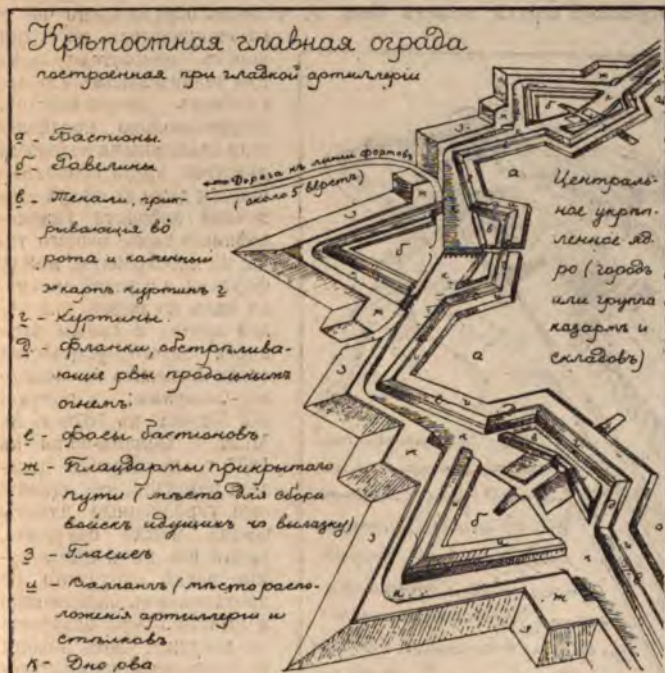 Крѣпостная главная ограда
построенная при гладкой артиллеріи
а - Бастионы.
б - Равелины
в - Тенали, прик-
рывающія во
рота и каменный
эскарпъ куртинъ г
г - Куртины.
д - Фланки, обстрѣлива-
ющіе рвы продольнымъ
огнемъ.
е - фасы бастионовъ.
ж - Плацдармы прикрытаго
пути (мѣста для сбора
войскъ идущихъ на вылазку)
з - Гласисъ
и - Валгангъ (мѣсто распо-
ложенія артиллеріи и
стрѣлковъ
к - Дно рва
Дорога къ линіи фортовъ
(около 5 верстъ)
Централь-
ное укрѣп-
ленное яд-
ро (городъ
или группа
казармъ и
складовъ)
а
а
б
б
б
в
ж
ж
з
з
з